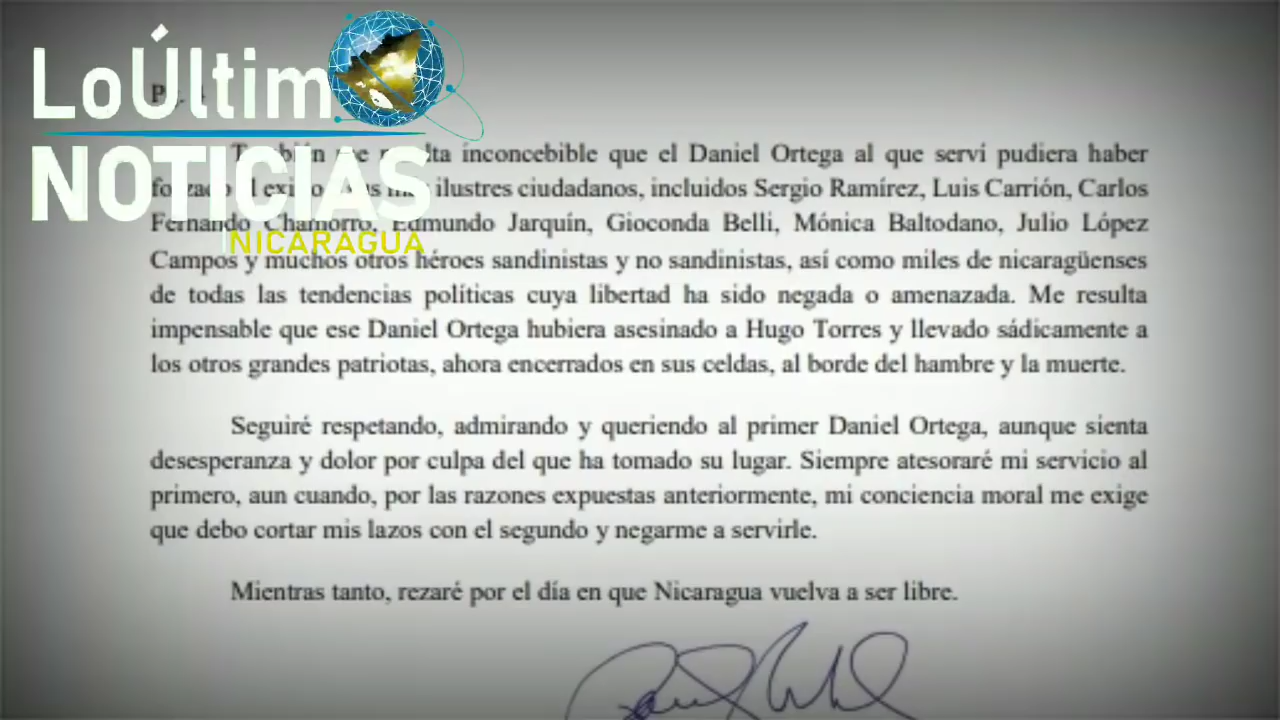 LoÚltim
NOTICIAS
NICARAGUA
inconcebible que el Daniel Ortega al que serví pudiera haber
ilustres ciudadanos, incluidos Sergio Ramírez, Luis Carrión, Carlos
Fernando Chamorro, Edmundo Jarquín, Gioconda Belli, Mónica Baltodano, Julio López
Campos y muchos otros héroes sandinistas y no sandinistas, así como miles de nicaragüenses
de todas las tendencias políticas cuya libertad ha sido negada o amenazada. Me resulta
impensable que ese Daniel Ortega hubiera asesinado a Hugo Torres y llevado sádicamente a
los otros grandes patriotas, ahora encerrados en sus celdas, al borde del hambre y la muerte.
Seguiré respetando, admirando y queriendo al primer Daniel Ortega, aunque sienta
desesperanza y dolor por culpa del que ha tomado su lugar. Siempre atesoraré mi servicio al
primero, aun cuando, por las razones expuestas anteriormente, mi conciencia moral me exige
que debo cortar mis lazos con el segundo y negarme a servirle.
Mientras tanto, rezaré por el día en que Nicaragua vuelva a ser libre.